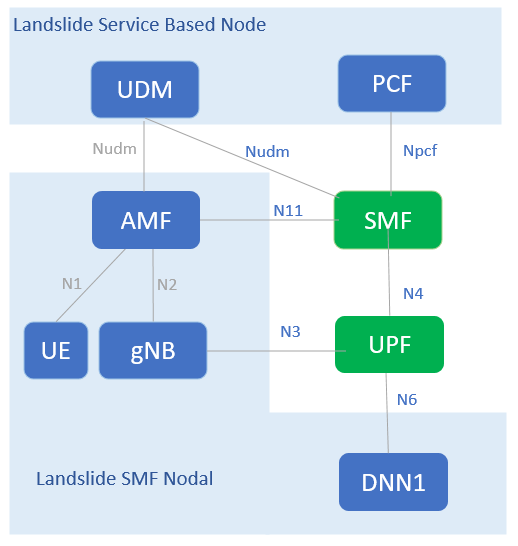 Landslide Service Based Node
UDM
PCF
Nudm
Nudm
Npcf
AMF
N11
SMF
N1
N2
N4
N3
UE
gNB
UPF
N6
Landslide SMF Nodal
DNN1